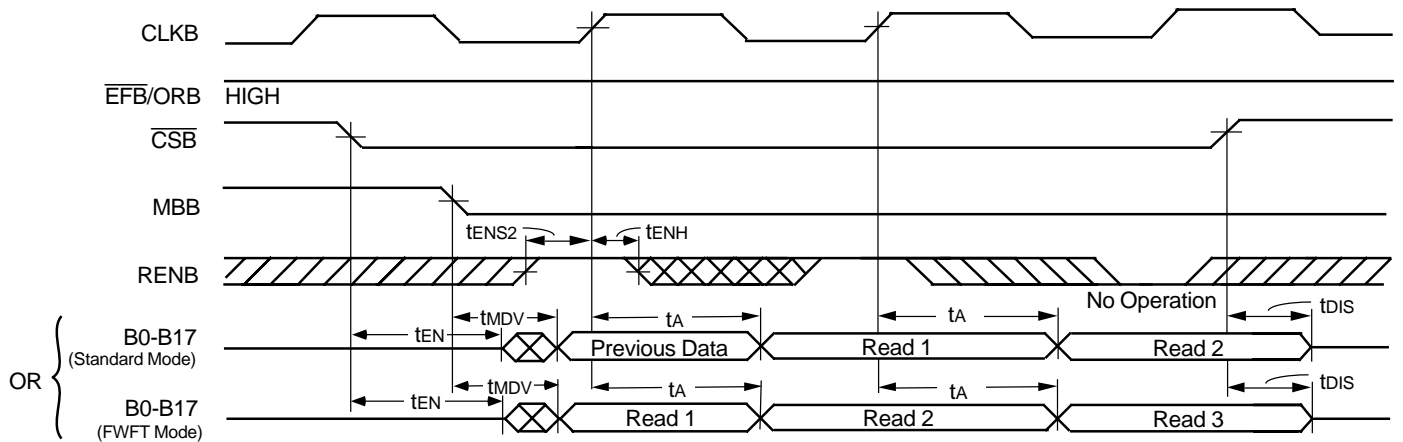 CLKB
EFB/ORB HIGH
CSB
MBB
tENS2 tENH
RENB
No Operation
tDIS
tMDV
tEN
tA
tA
B0-B17
(Standard Mode)
Previous Data Read 1 Read 2
OR
tMDV
tEN
tA
tA
tDIS
B0-B17
(FWFT Mode)
Read 1 Read 2 Read 3